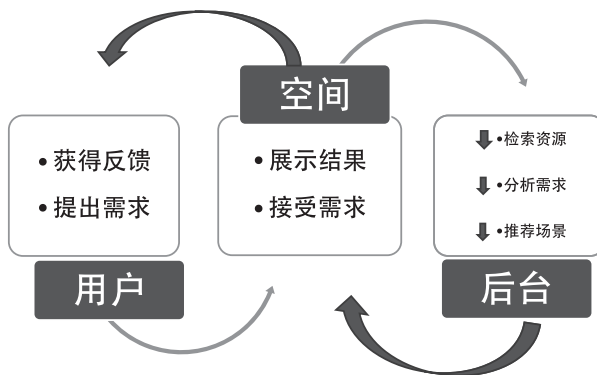 空间
•获得反馈
•提出需求
用户
•展示结果
•接受需求
•检索资源
•分析需求
•推荐场景
后台